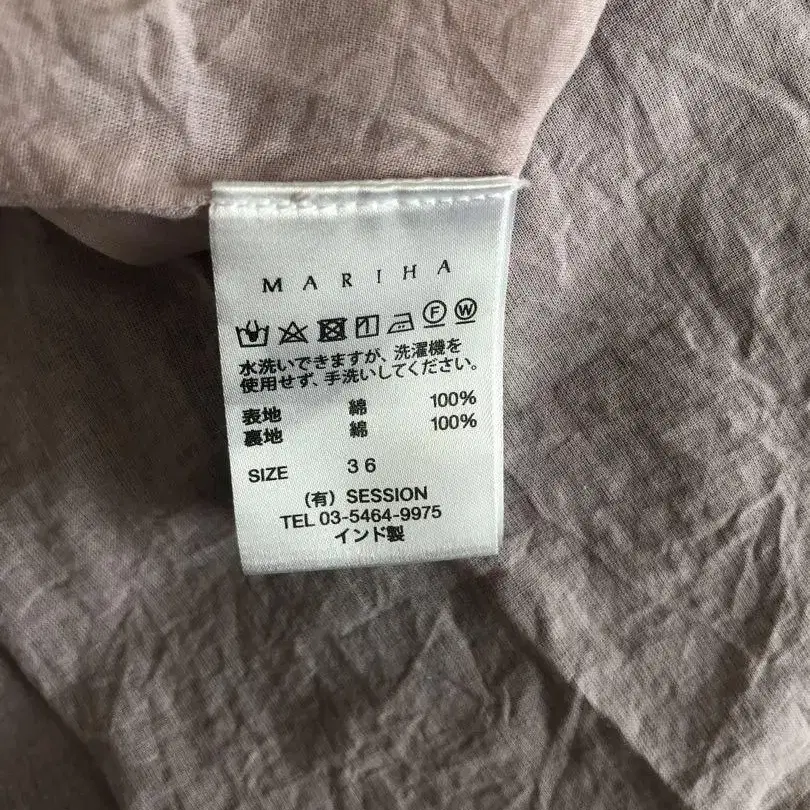 MARIHA
F W
水洗いできますが、洗濯機を
使用せず、手洗いしてください。
表地 綿 100%
裏地 綿 100%
SIZE 36
(有) SESSION
TEL 03-5464-9975
インド製